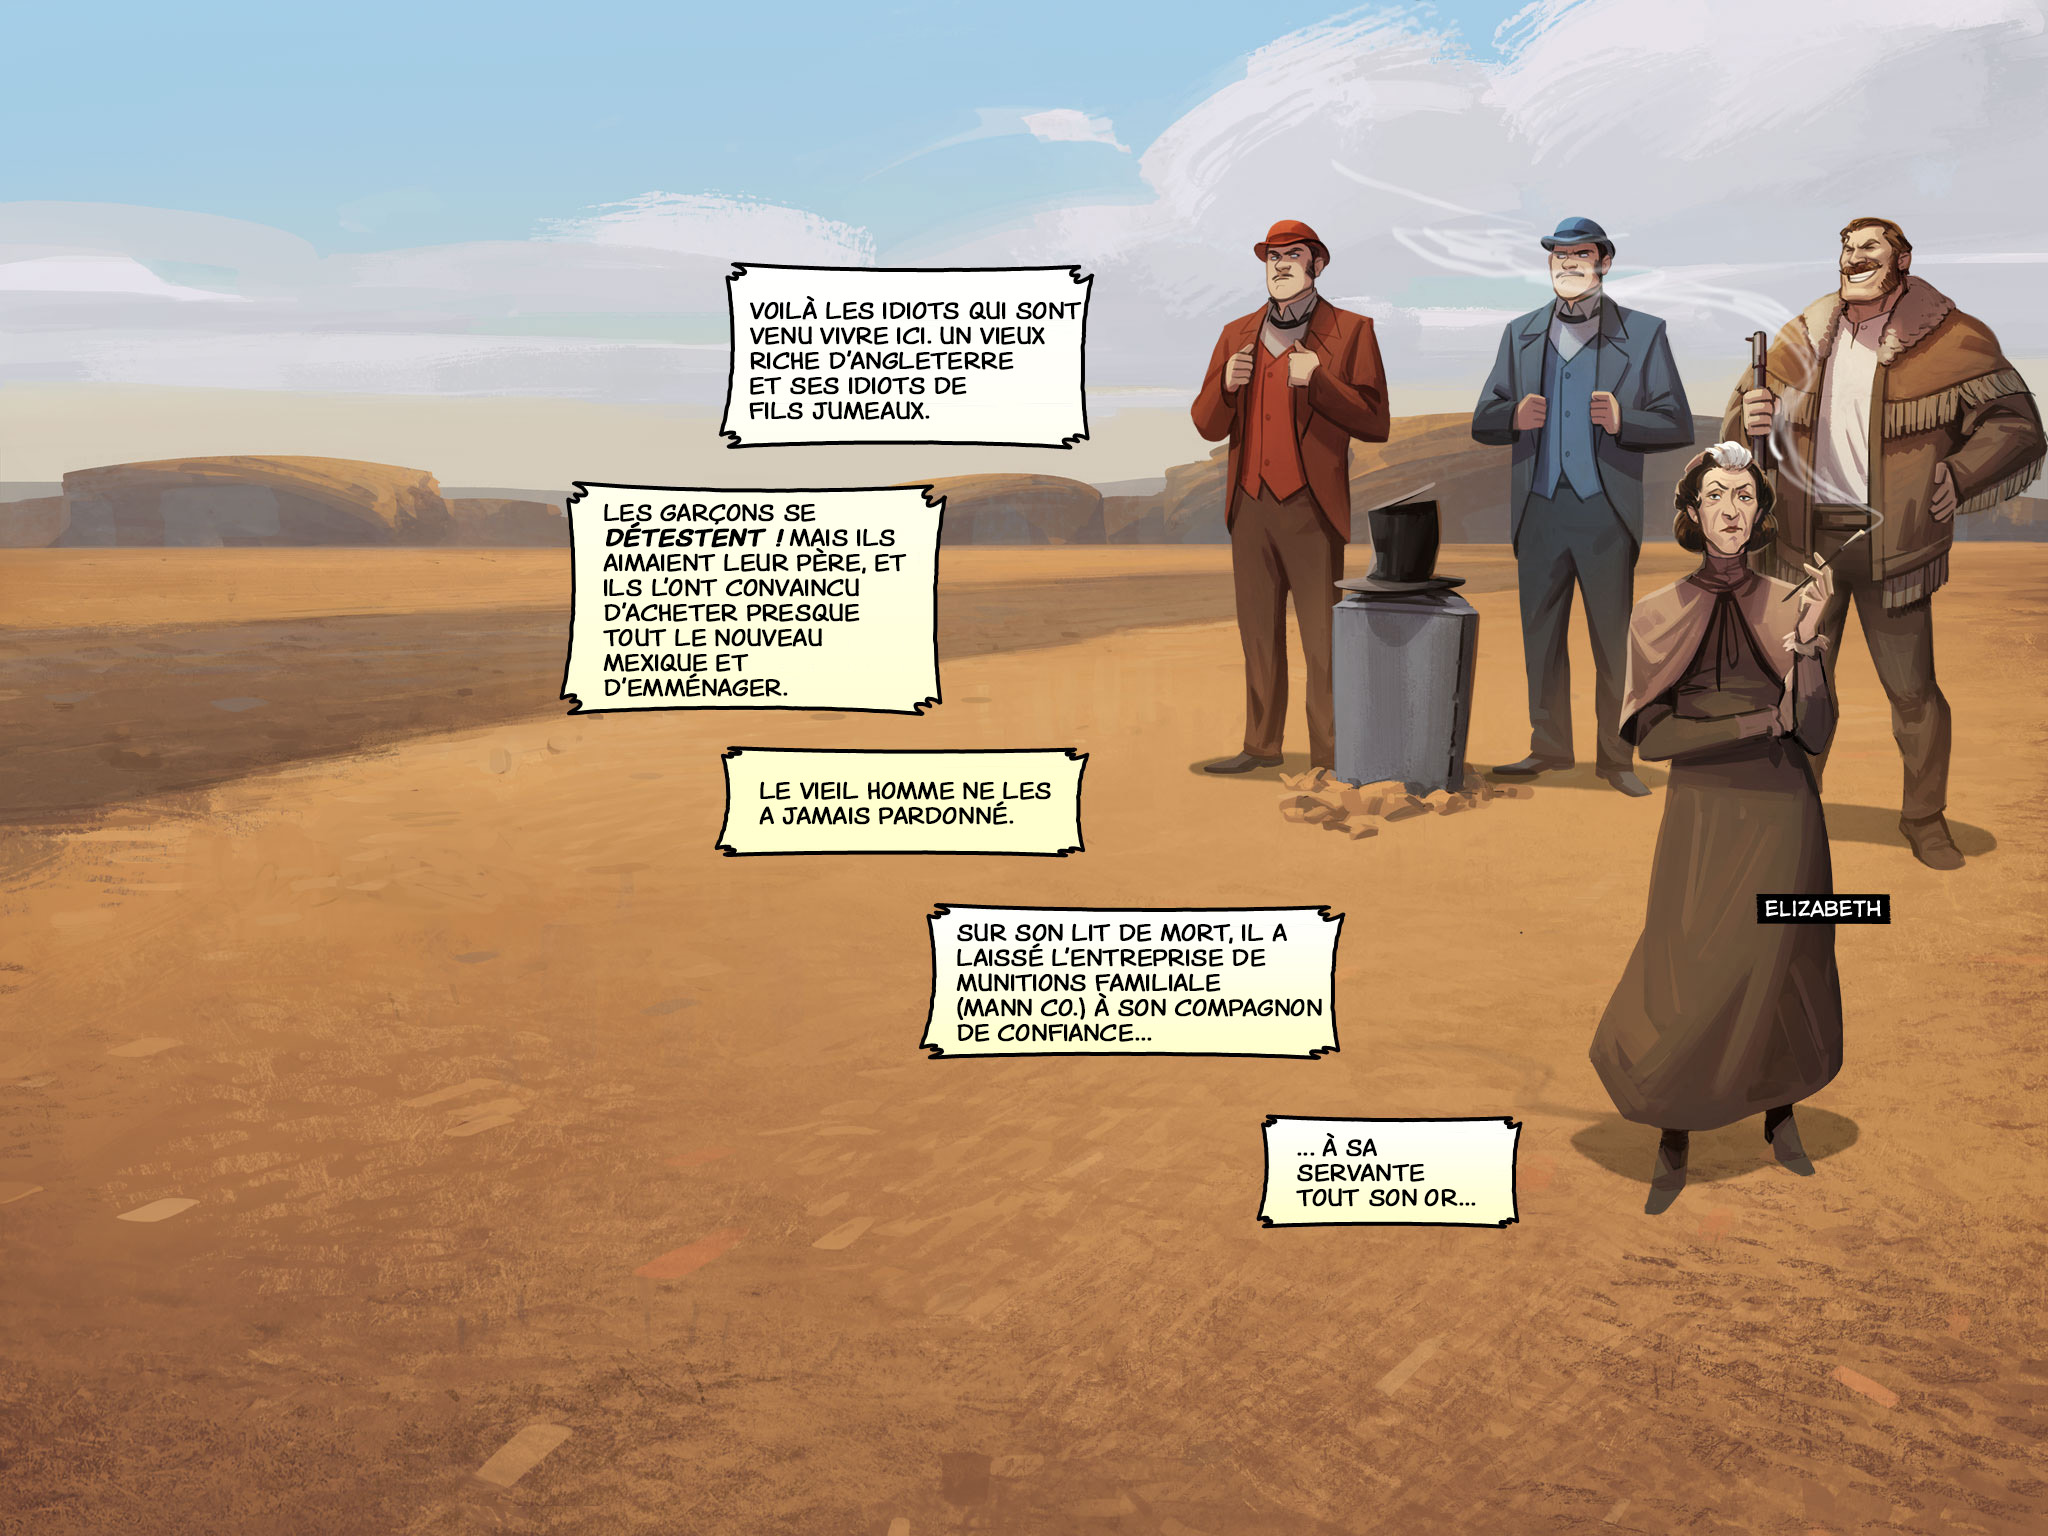 VOILÀ LES IDIOTS QUI SONT
VENU VIVRE ICI. UN VIEUX
RICHE D'ANGLETERRE
ET SES IDIOTS DE
FILS JUMEAUX.
LES GARÇONS SE
DÉTESTENT ! MAIS ILS
AIMAIENT LEUR PÈRE, ET
ILS L'ONT CONVAINCU
D'ACHETER PRESQUE
TOUT LE NOUVEAU
MEXIQUE ET
D'EMMÉNAGER.
LE VIEIL HOMME NE LES
A JAMAIS PARDONNÉ.
SUR SON LIT DE MORT, IL A
LAISSÉ L'ENTREPRISE DE
MUNITIONS FAMILIALE
(MANN CO.) À SON COMPAGNON
DE CONFIANCE...
ELIZABETH
... À SA
SERVANTE
TOUT SON OR...